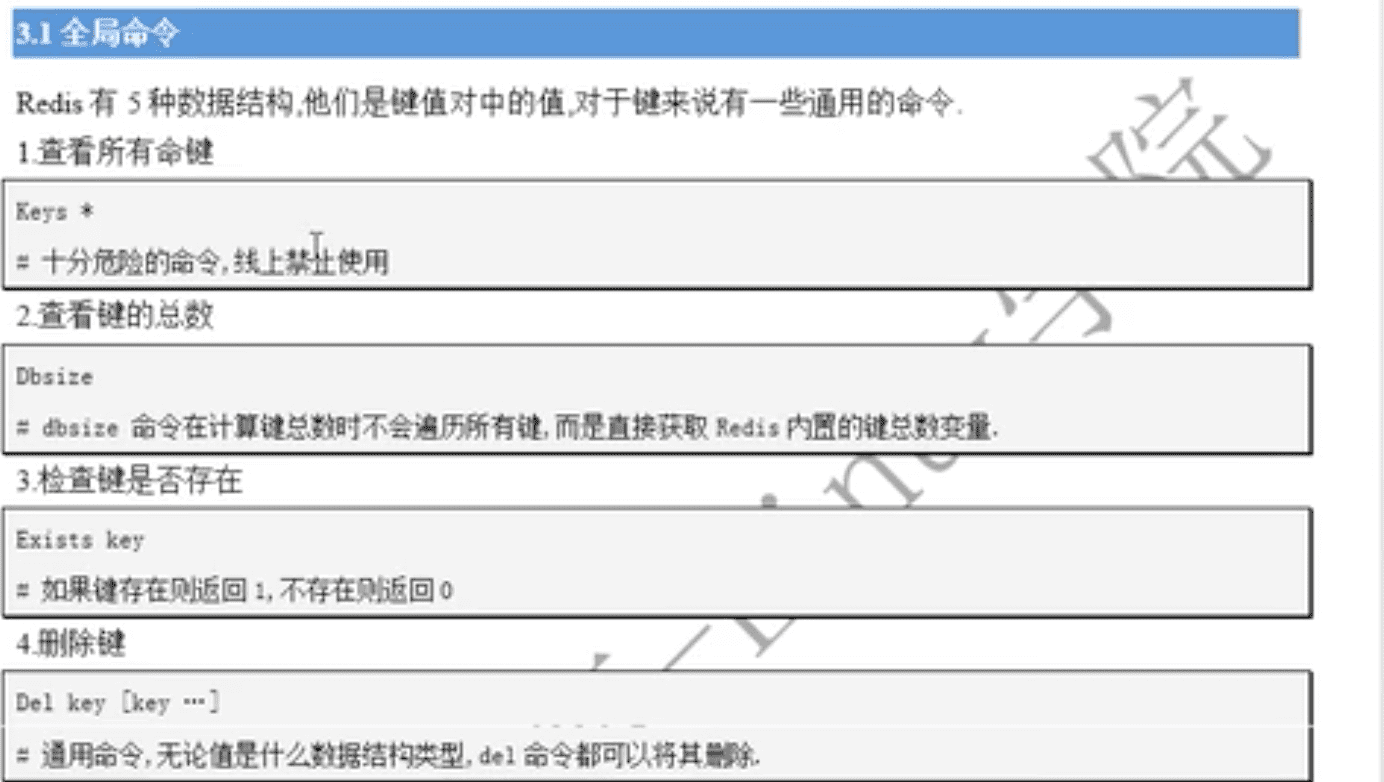 3.1 全局命令
Redis 有 5 种数据结构,他们是键值对中的值,对于键来说有一些通用的命令.
1.查看所有命键
Keys *
# 十分危险的命令,线上禁止使用
2.查看键的总数
Dbsize
# dbsize 命令在计算键总数时不会遍历所有键,而是直接获取 Redis 内置的键总数变量.
3.检查键是否存在
Exists key
# 如果键存在则返回 1,不存在则返回 0
4.删除键
Del key [key …]
# 通用命令,无论值是什么数据结构类型,del 命令都可以将其删除.